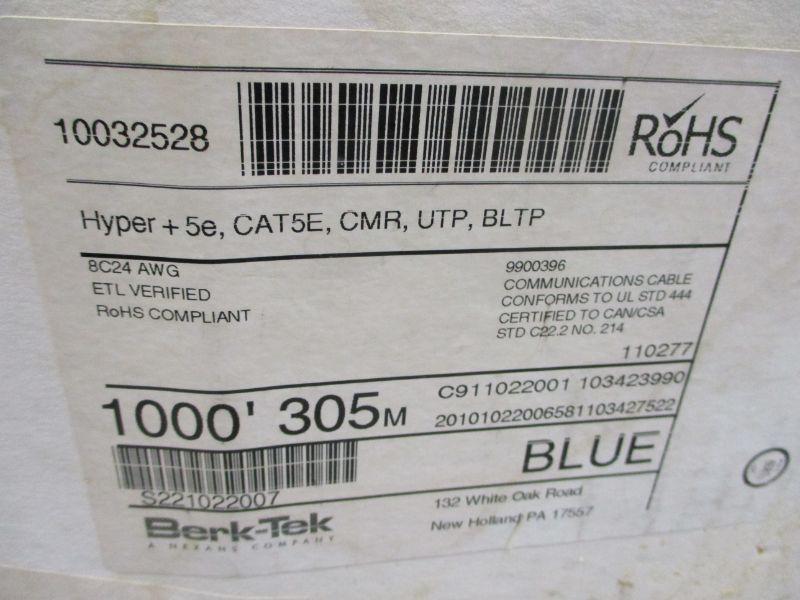 10032528
RoHS
COMPLIANT
Hyper + 5e, CAT5E, CMR, UTP, BLTP
8C24 AWG
ETL VERIFIED
RoHS COMPLIANT
9900396
COMMUNICATIONS CABLE
CONFORMS TO UL STD 444
CERTIFIED TO CAN/CSA
STD C22.2 NO. 214
110277
1000' 305M
C911022001 103423990
20101022006581103427522
BLUE
S221022007
Berk-Tek
A NEXANS COMPANY
132 White Oak Road
New Holland PA 17557